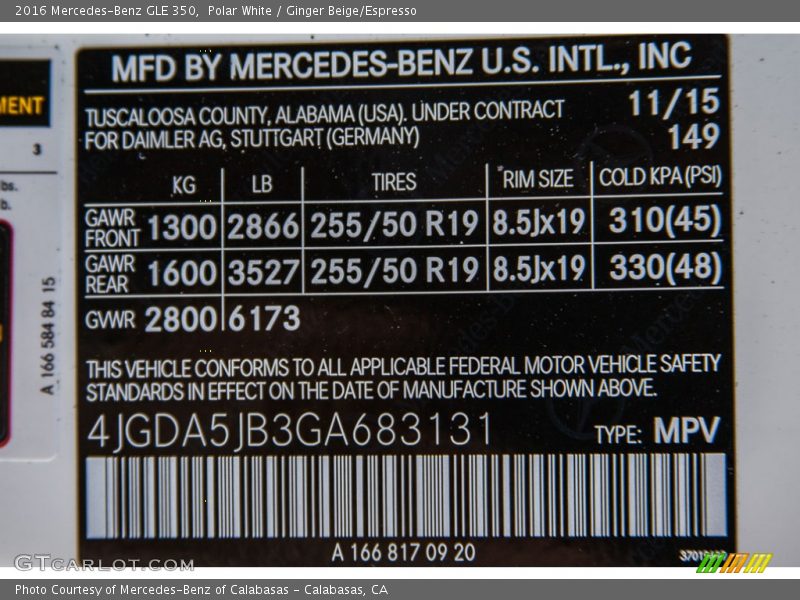 2016 Mercedes-Benz GLE 350,  Polar White / Ginger Beige/Espresso
MENT
3
lbs.
b.
A 166 584 84 15
MFD BY MERCEDES-BENZ U.S. INTL., INC
TUSCALOOSA COUNTY, ALABAMA (USA). UNDER CONTRACT 11/15
FOR DAIMLER AG, STUTTGART (GERMANY) 149
KG LB TIRES RIM SIZE COLD KPA (PSI)
GAWR FRONT 1300 2866 255/50 R19 8.5Jx19 310(45)
GAWR REAR 1600 3527 255/50 R19 8.5Jx19 330(48)
GVWR 2800 6173
THIS VEHICLE CONFORMS TO ALL APPLICABLE FEDERAL MOTOR VEHICLE SAFETY
STANDARDS IN EFFECT ON THE DATE OF MANUFACTURE SHOWN ABOVE.
4JGDA5JB3GA683131 TYPE: MPV
A 166 817 09 20
GTCARLOT.COM
Photo Courtesy of Mercedes-Benz of Calabasas - Calabasas, CA